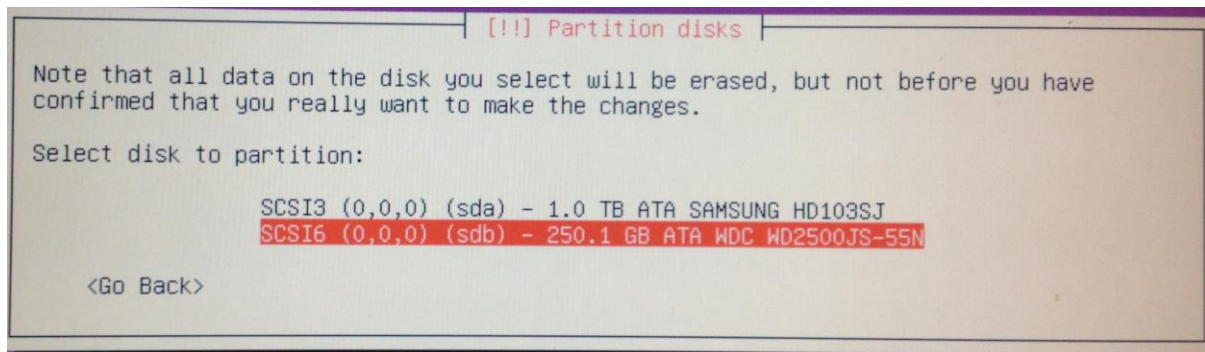 [!!] Partition disks
Note that all data on the disk you select will be erased, but not before you have
confirmed that you really want to make the changes.
Select disk to partition:
SCSI3 (0,0,0) (sda) - 1.0 TB ATA SAMSUNG HD103SJ
SCSI6 (0,0,0) (sdb) - 250.1 GB ATA WDC WD2500JS-55N
<Go Back>